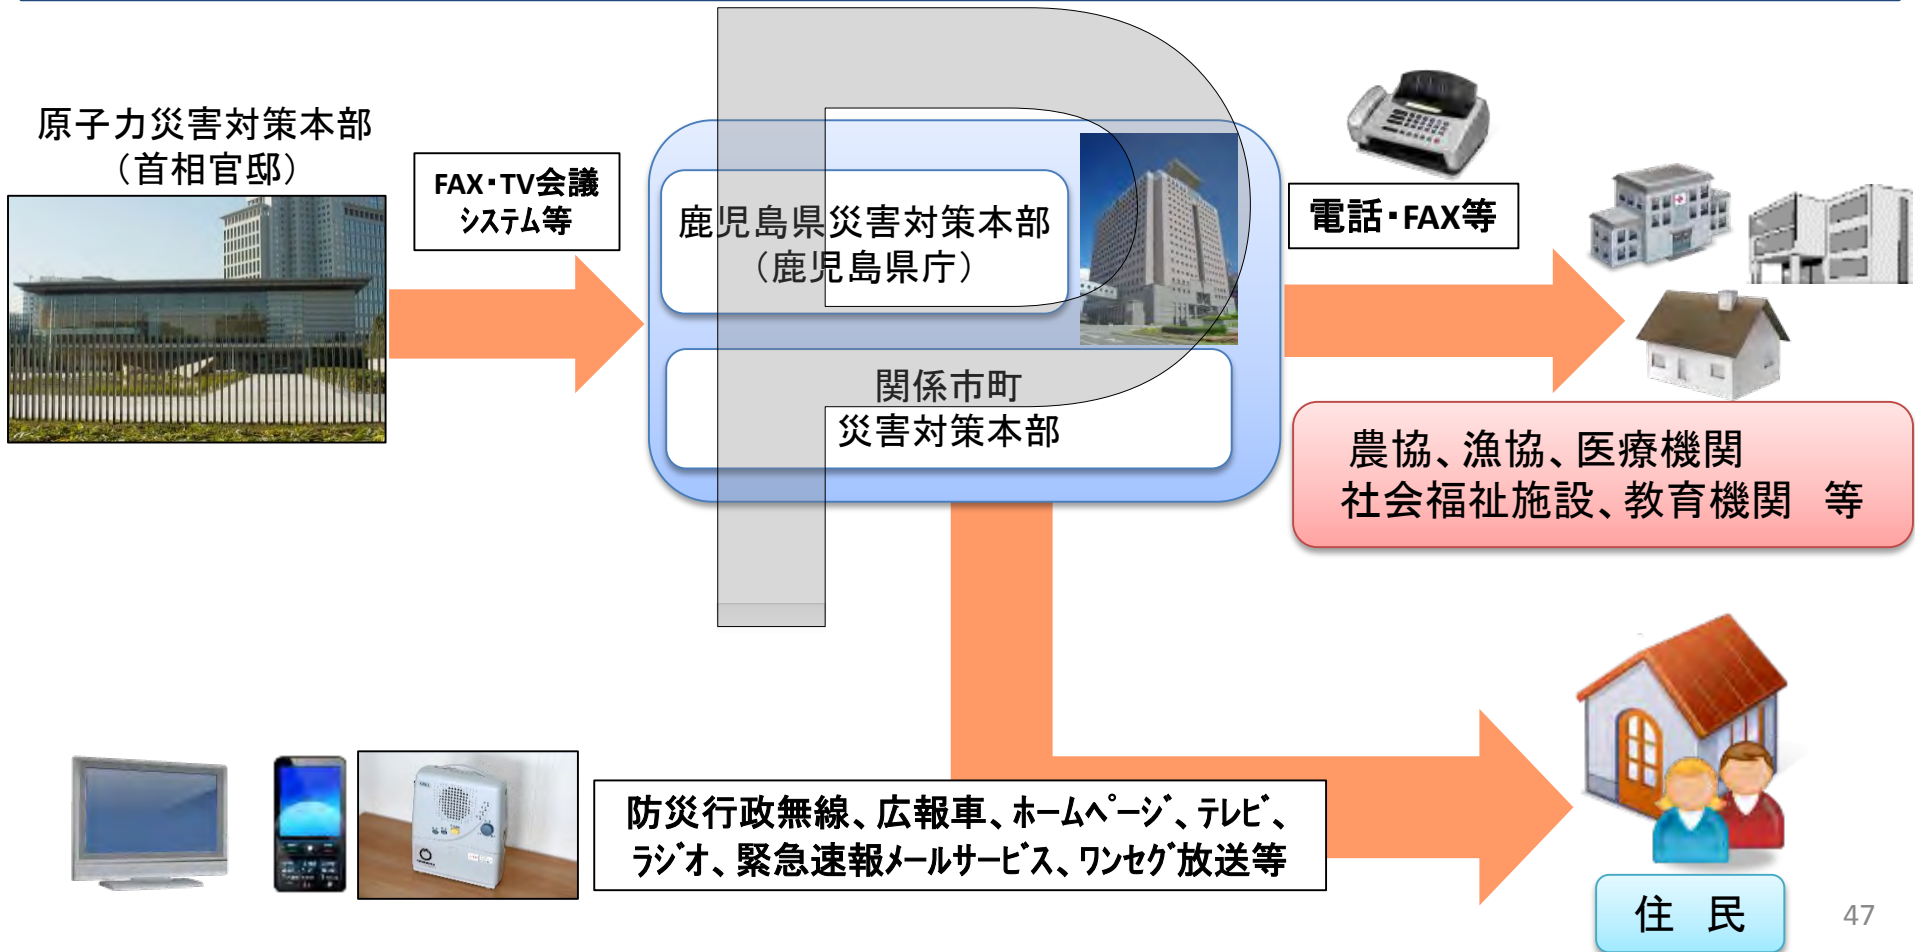 原子力災害対策本部
（首相官邸）
FAX・TV会議
システム等
鹿児島県災害対策本部
（鹿児島県庁）
関係市町
災害対策本部
電話・FAX等
農協、漁協、医療機関
社会福祉施設、教育機関　等
防災行政無線、広報車、ﾎｰﾑﾍﾟｰｼﾞ、ﾃﾚﾋﾞ、
ﾗｼﾞｵ、緊急速報ﾒｰﾙｻｰﾋﾞｽ、ﾜﾝｾｸﾞ放送等
住　民
47